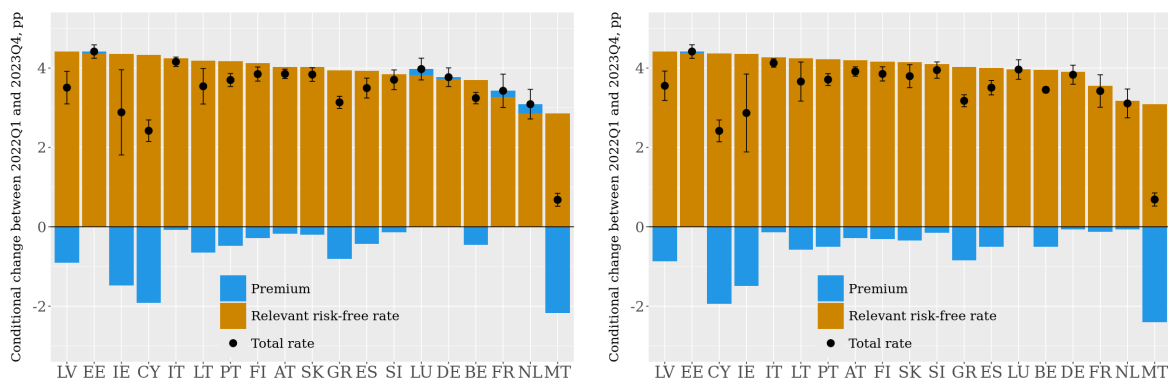 Conditional change between 2022Q1 and 2023Q4, pp
4
2
0
-2
Premium
Relevant risk-free rate
Total rate
LV EE IE CY IT LT PT FI AT SK GR ES SI LU DE BE FR NL MT
Conditional change between 2022Q1 and 2023Q4, pp
4
2
0
-2
Premium
Relevant risk-free rate
Total rate
LV EE CY IE IT LT PT AT FI SK SI GR ES LU BE DE FR NL MT